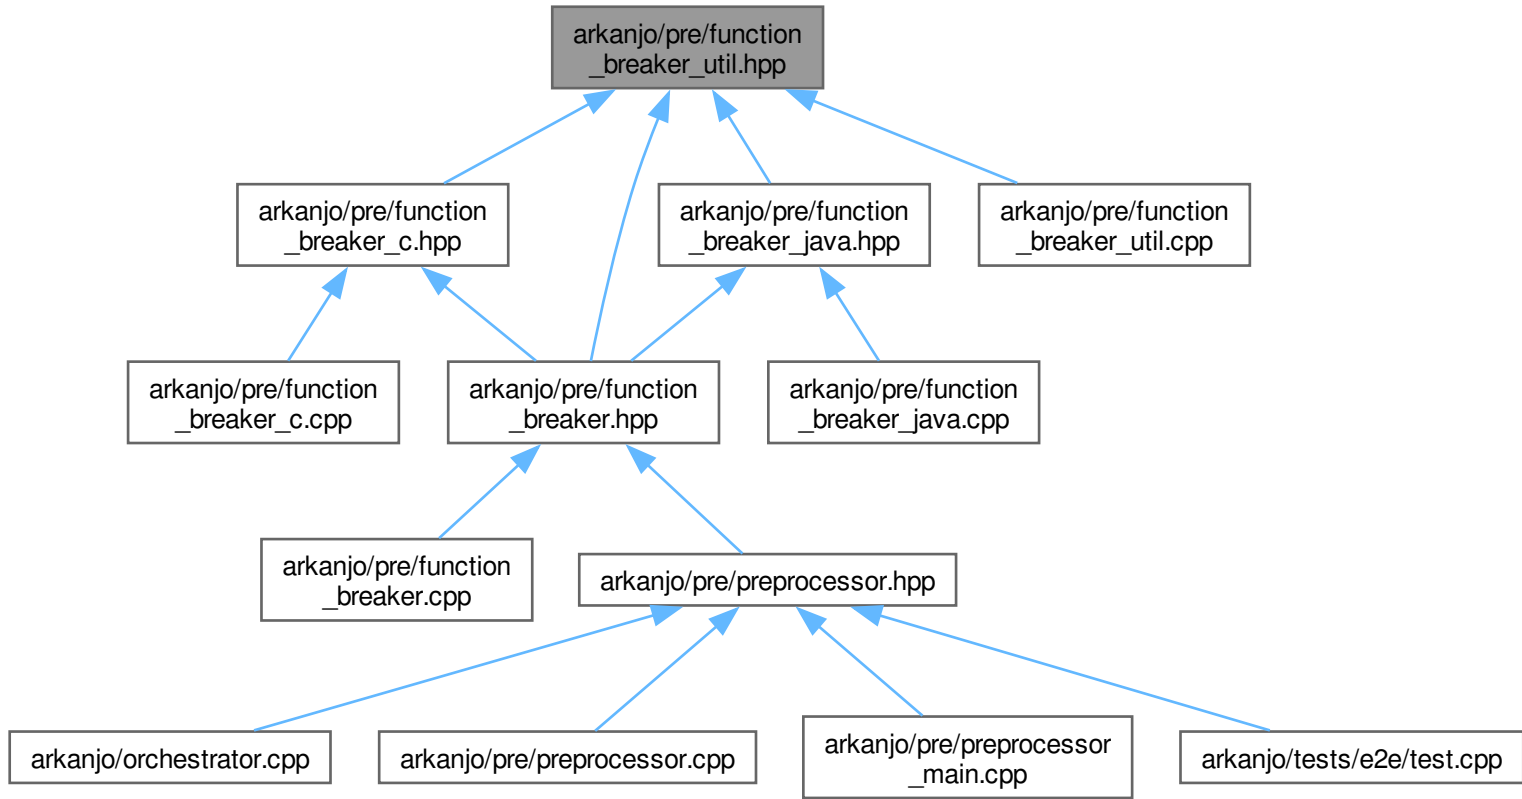 arkanjo/pre/function
_breaker_util.hpp
arkanjo/pre/function
_breaker_c.hpp
arkanjo/pre/function
_breaker_java.hpp
arkanjo/pre/function
_breaker_util.cpp
arkanjo/pre/function
_breaker_c.cpp
arkanjo/pre/function
_breaker.hpp
arkanjo/pre/function
_breaker_java.cpp
arkanjo/pre/function
_breaker.cpp
arkanjo/pre/preprocessor.hpp
arkanjo/orchestrator.cpp
arkanjo/pre/preprocessor.cpp
arkanjo/pre/preprocessor
_main.cpp
arkanjo/tests/e2e/test.cpp